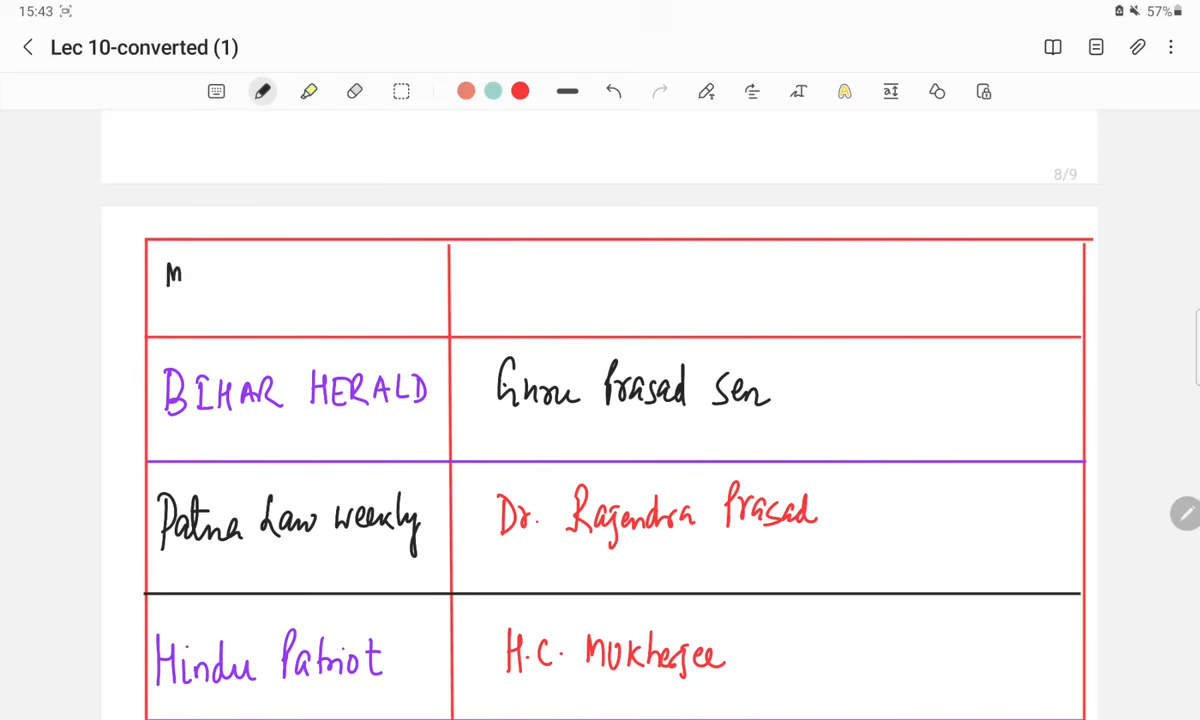 15:43 57%
Lec 10-converted (1)
8/9
M
BIHAR HERALD Guru Prasad Sen
Patna Law Weekly Dr. Rajendra Prasad
Hindu Patriot H.C. Mukherjee